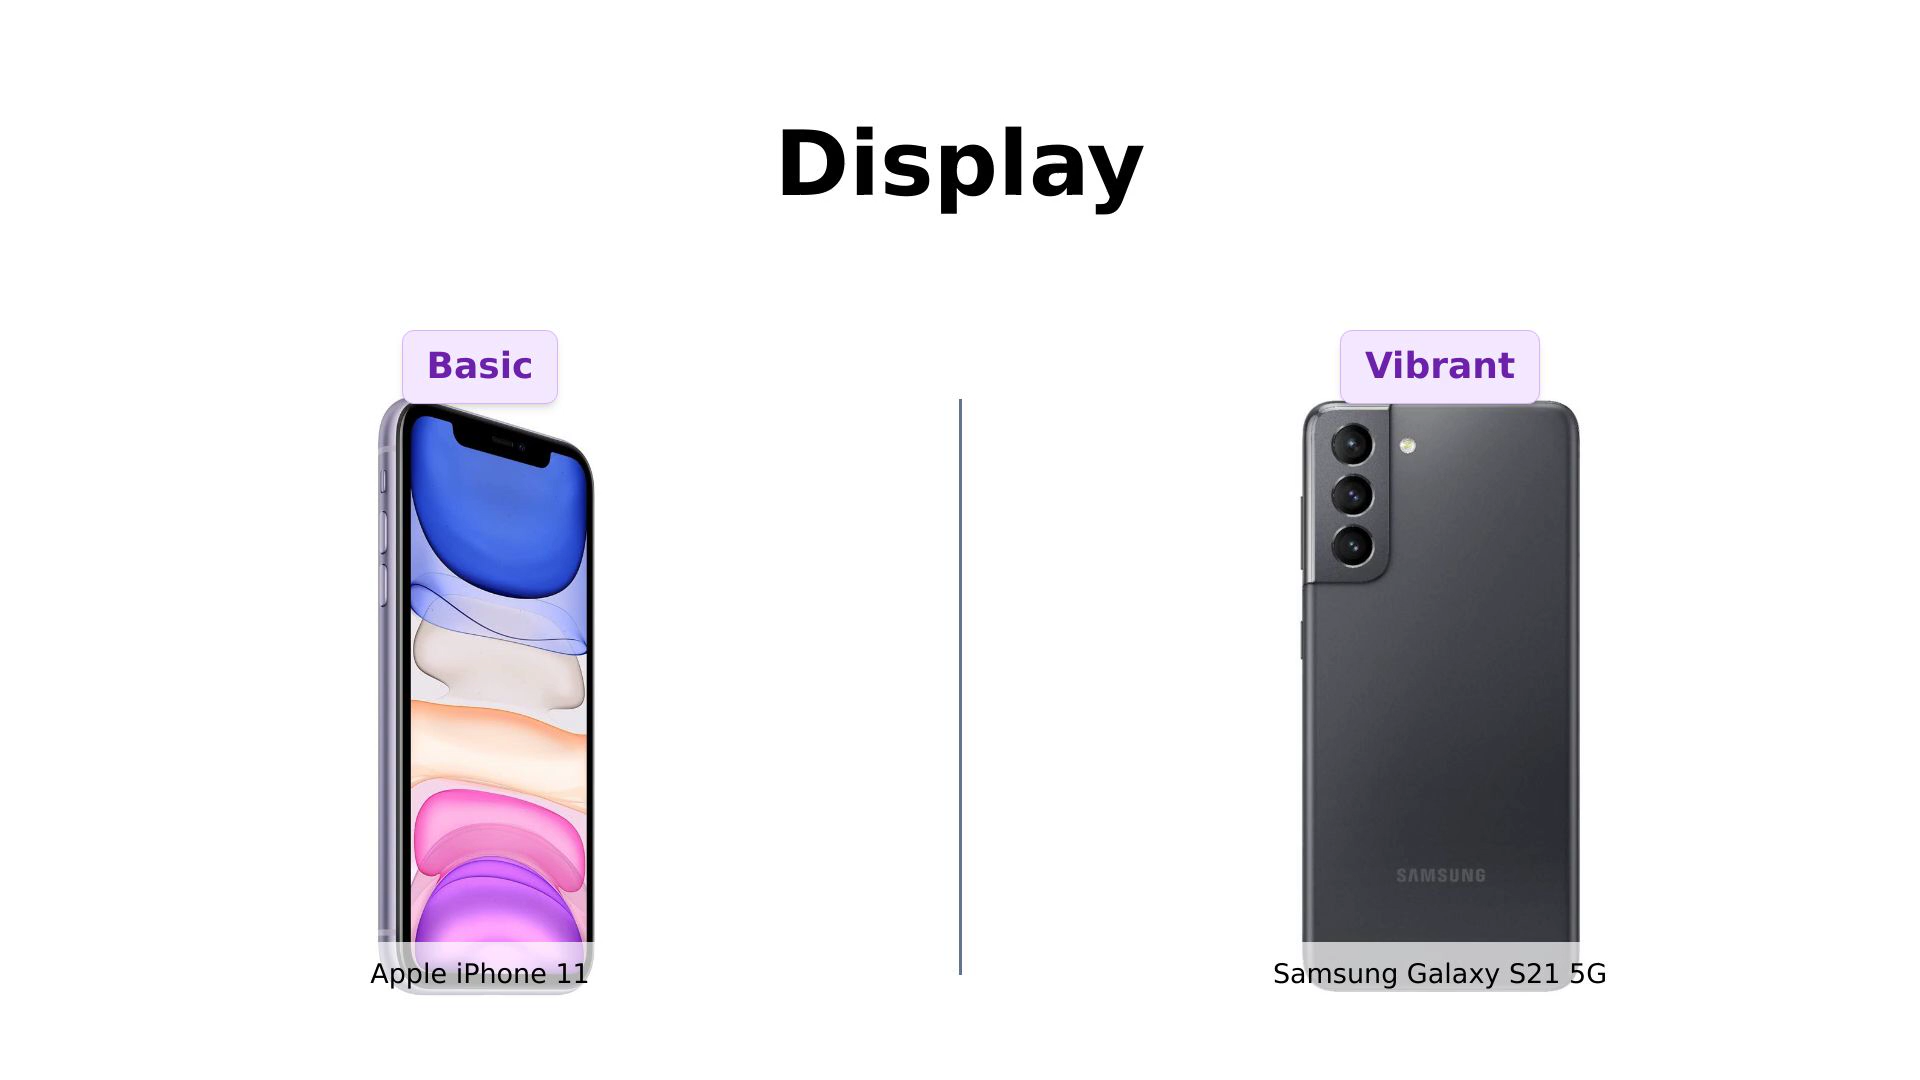 Display
Basic
Vibrant
SAMSUNG
Apple iPhone 11
Samsung Galaxy S21 5G